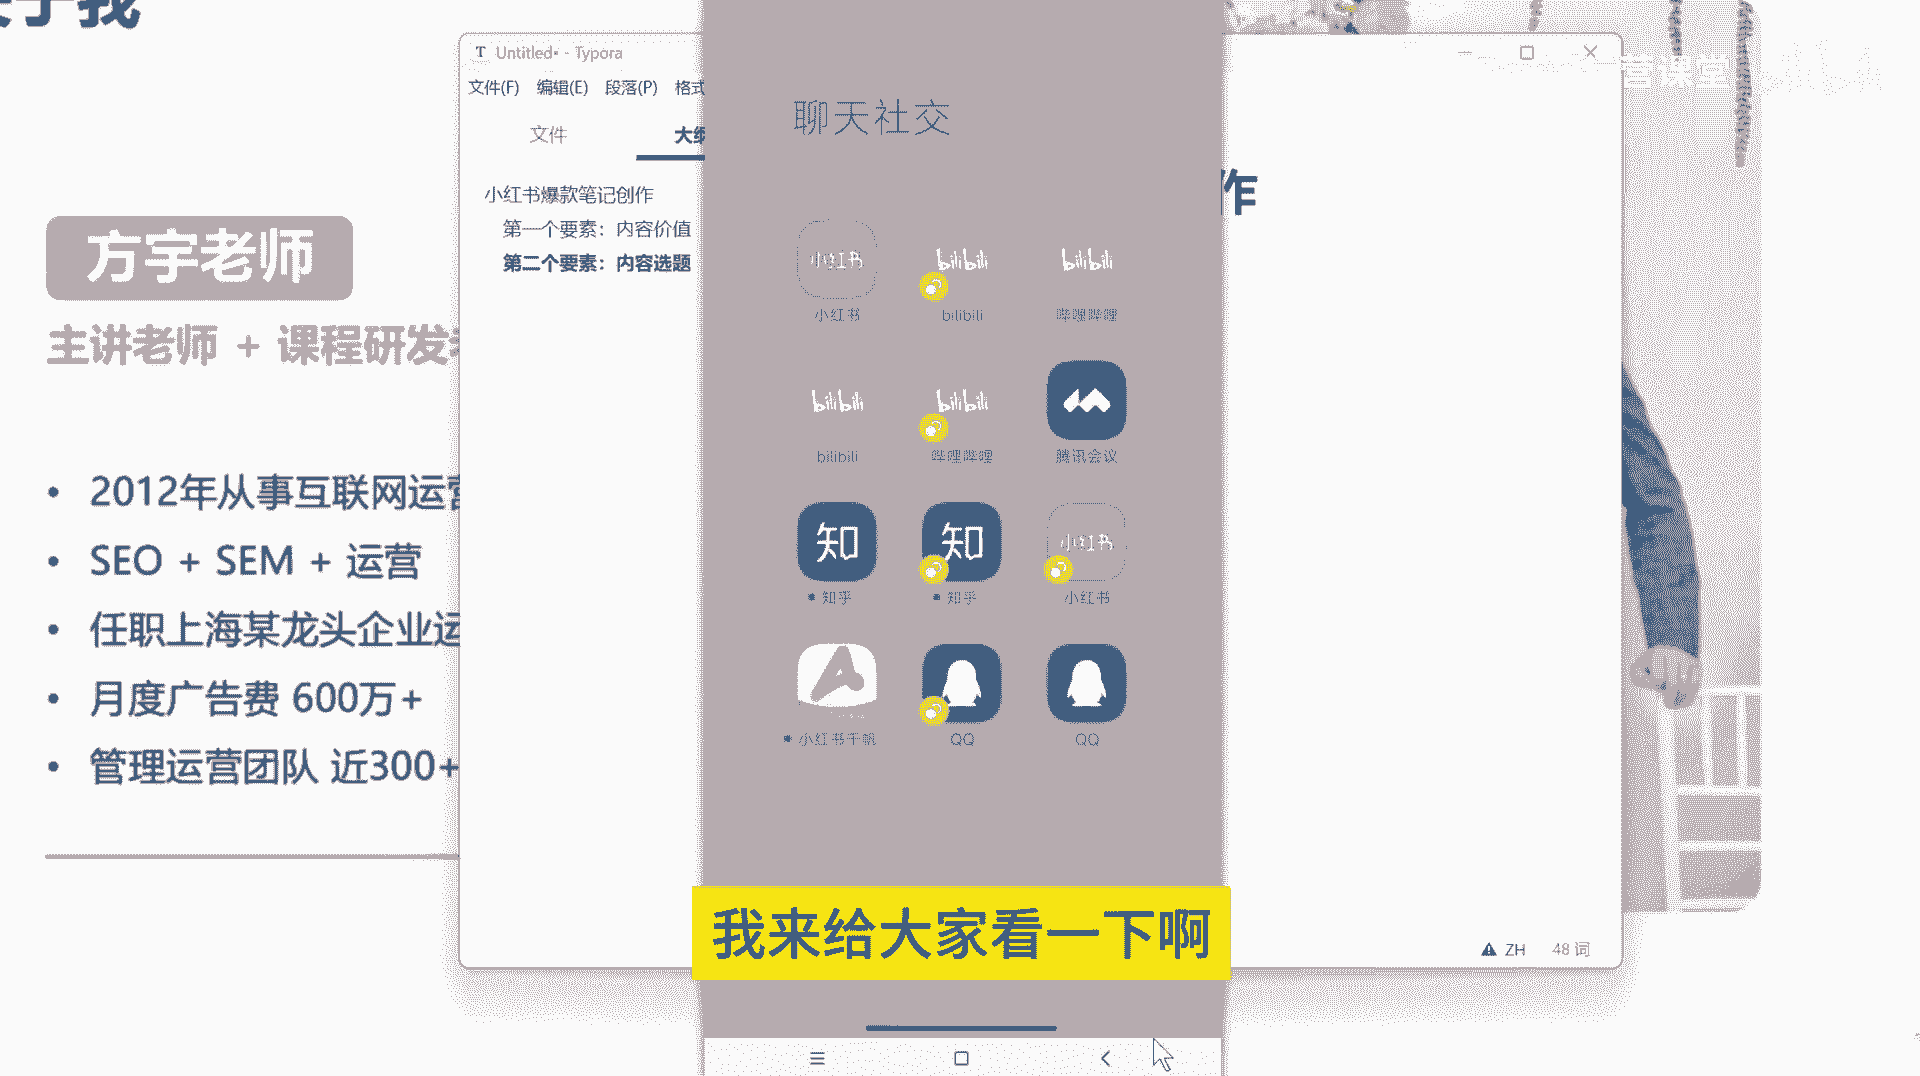 于我
方宇老师
主讲老师 + 课程研发
• 2012年从事互联网运营
• SEO + SEM + 运营
• 任职上海某龙头企业运
• 月度广告费 600万+
• 管理运营团队 近300+
T Untitled• - Typora
文件(F) 编辑(E) 段落(P) 格式
文件 大纲
小红书爆款笔记创作
第一个要素：内容价值
第二个要素：内容选题
作
营课堂 bilibili
聊天社交
小红书 bilibili bilibili
小红书 bilibili 哔哩哔哩
bilibili bilibili
bilibili 哔哩哔哩 腾讯会议
知 知 小红书
知乎 知乎 小红书
小红书千帆 QQ QQ
我来给大家看一下啊
ZH 48 词